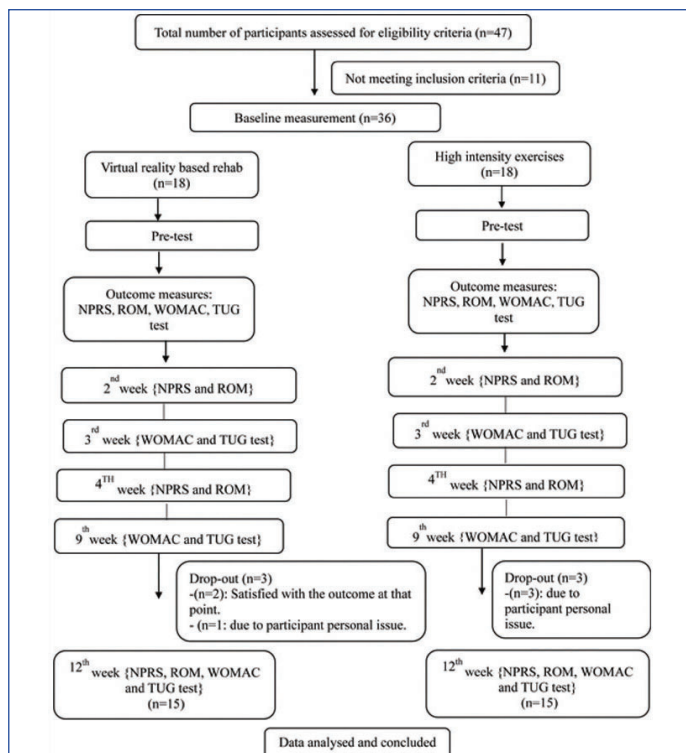 Total number of participants assessed for eligibility criteria (n=47)
Not meeting inclusion criteria (n=11)
Baseline measurement (n=36)
Virtual reality based rehab
(n=18)
Pre-test
Outcome measures:
NPRS, ROM, WOMAC, TUG
test
2nd week {NPRS and ROM}
3rd week {WOMAC and TUG test}
4TH week {NPRS and ROM}
9th week {WOMAC and TUG test}
Drop-out (n=3)
-(n=2): Satisfied with the outcome at that
point.
- (n=1: due to participant personal issue.
12th week {NPRS, ROM, WOMAC
and TUG test}
(n=15)
High intensity exercises
(n=18)
Pre-test
Outcome measures:
NPRS, ROM, WOMAC, TUG
test
2nd week {NPRS and ROM}
3rd week {WOMAC and TUG test}
4TH week {NPRS and ROM}
9th week {WOMAC and TUG test}
Drop-out (n=3)
-(n=3): due to
participant personal
issue.
12th week {NPRS, ROM, WOMAC
and TUG test}
(n=15)
Data analysed and concluded